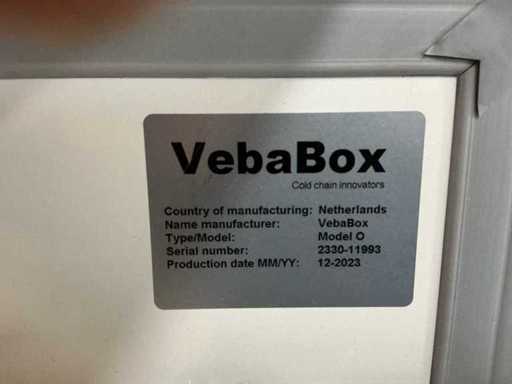 VebaBox
Cold chain innovators
Country of manufacturing: Netherlands
Name manufacturer: VebaBox
Type/Model: Model O
Serial number: 2330-11993
Production date MM/YY: 12-2023